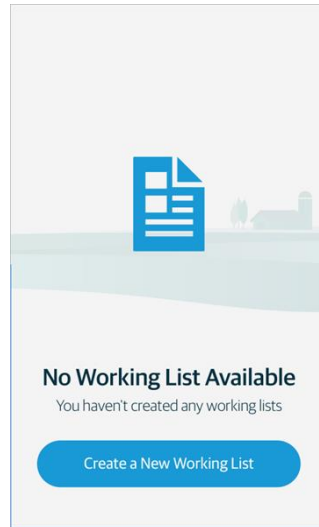 No Working List Available
You haven't created any working lists
Create a New Working List